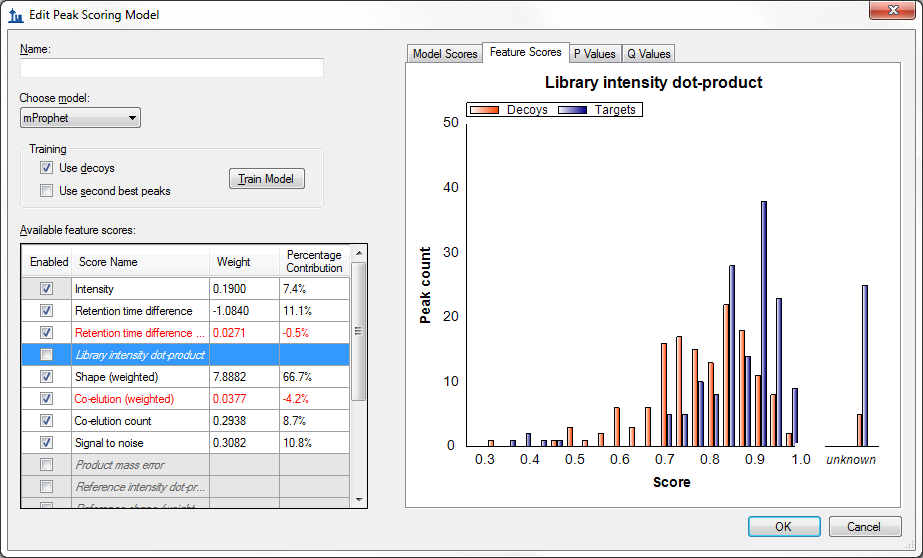 Edit Peak Scoring Model
Name:
Choose model:
mProphet
Training
Use decoys
Use second best peaks
Train Model
Available feature scores:
Enabled Score Name Weight Percentage Contribution
Intensity 0.1900 7.4%
Retention time difference -1.0840 11.1%
Retention time difference ... 0.0271 -0.5%
Library intensity dot-product
Shape (weighted) 7.8882 66.7%
Co-elution (weighted) 0.0377 -4.2%
Co-elution count 0.2938 8.7%
Signal to noise 0.3082 10.8%
Product mass error
Reference intensity dot-pr...
Model Scores Feature Scores P Values Q Values
Library intensity dot-product
Decoys Targets
50
40
30
20
10
0
Peak count
0.3 0.4 0.5 0.6 0.7 0.8 0.9 1.0 unknown
Score
OK Cancel